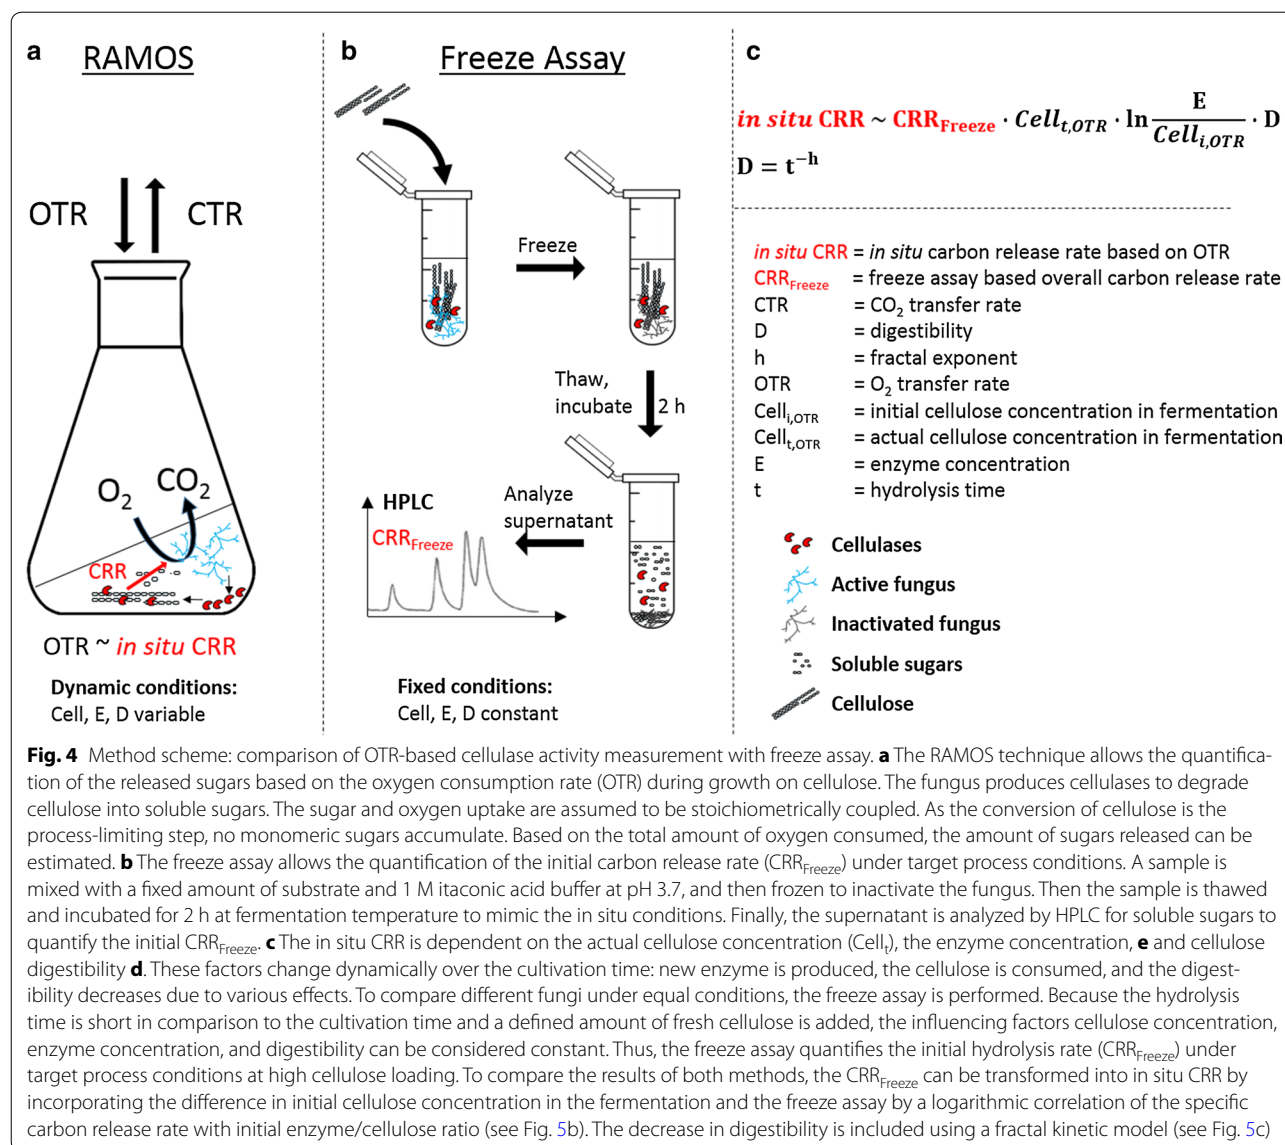 a RAMOS
OTR CTR
O2 CO2
CRR
OTR ~ in situ CRR
Dynamic conditions:
Cell, E, D variable
b Freeze Assay
Freeze
Thaw,
incubate 2 h
Analyze
supernatant
HPLC
CRRFreeze
Fixed conditions:
Cell, E, D constant
c
in situ CRR ~ CRRFreeze · Cellt,OTR · ln E/Celli,OTR · D
D = t^-h
in situ CRR = in situ carbon release rate based on OTR
CRRFreeze = freeze assay based overall carbon release rate
CTR = CO2 transfer rate
D = digestibility
h = fractal exponent
OTR = O2 transfer rate
Celli,OTR = initial cellulose concentration in fermentation
Cellt,OTR = actual cellulose concentration in fermentation
E = enzyme concentration
t = hydrolysis time
Cellulases
Active fungus
Inactivated fungus
Soluble sugars
Cellulose
Fig. 4 Method scheme: comparison of OTR-based cellulase activity measurement with freeze assay. a The RAMOS technique allows the quantifica-
tion of the released sugars based on the oxygen consumption rate (OTR) during growth on cellulose. The fungus produces cellulases to degrade
cellulose into soluble sugars. The sugar and oxygen uptake are assumed to be stoichiometrically coupled. As the conversion of cellulose is the
process-limiting step, no monomeric sugars accumulate. Based on the total amount of oxygen consumed, the amount of sugars released can be
estimated. b The freeze assay allows the quantification of the initial carbon release rate (CRRFreeze) under target process conditions. A sample is
mixed with a fixed amount of substrate and 1 M itaconic acid buffer at pH 3.7, and then frozen to inactivate the fungus. Then the sample is thawed
and incubated for 2 h at fermentation temperature to mimic the in situ conditions. Finally, the supernatant is analyzed by HPLC for soluble sugars to
quantify the initial CRRFreeze. c The in situ CRR is dependent on the actual cellulose concentration (Cellt), the enzyme concentration, e and cellulose
digestibility d. These factors change dynamically over the cultivation time: new enzyme is produced, the cellulose is consumed, and the digest-
ibility decreases due to various effects. To compare different fungi under equal conditions, the freeze assay is performed. Because the hydrolysis
time is short in comparison to the cultivation time and a defined amount of fresh cellulose is added, the influencing factors cellulose concentration,
enzyme concentration, and digestibility can be considered constant. Thus, the freeze assay quantifies the initial hydrolysis rate (CRRFreeze) under
target process conditions at high cellulose loading. To compare the results of both methods, the CRRFreeze can be transformed into in situ CRR by
incorporating the difference in initial cellulose concentration in the fermentation and the freeze assay by a logarithmic correlation of the specific
carbon release rate with initial enzyme/cellulose ratio (see Fig. 5b). The decrease in digestibility is included using a fractal kinetic model (see Fig. 5c)